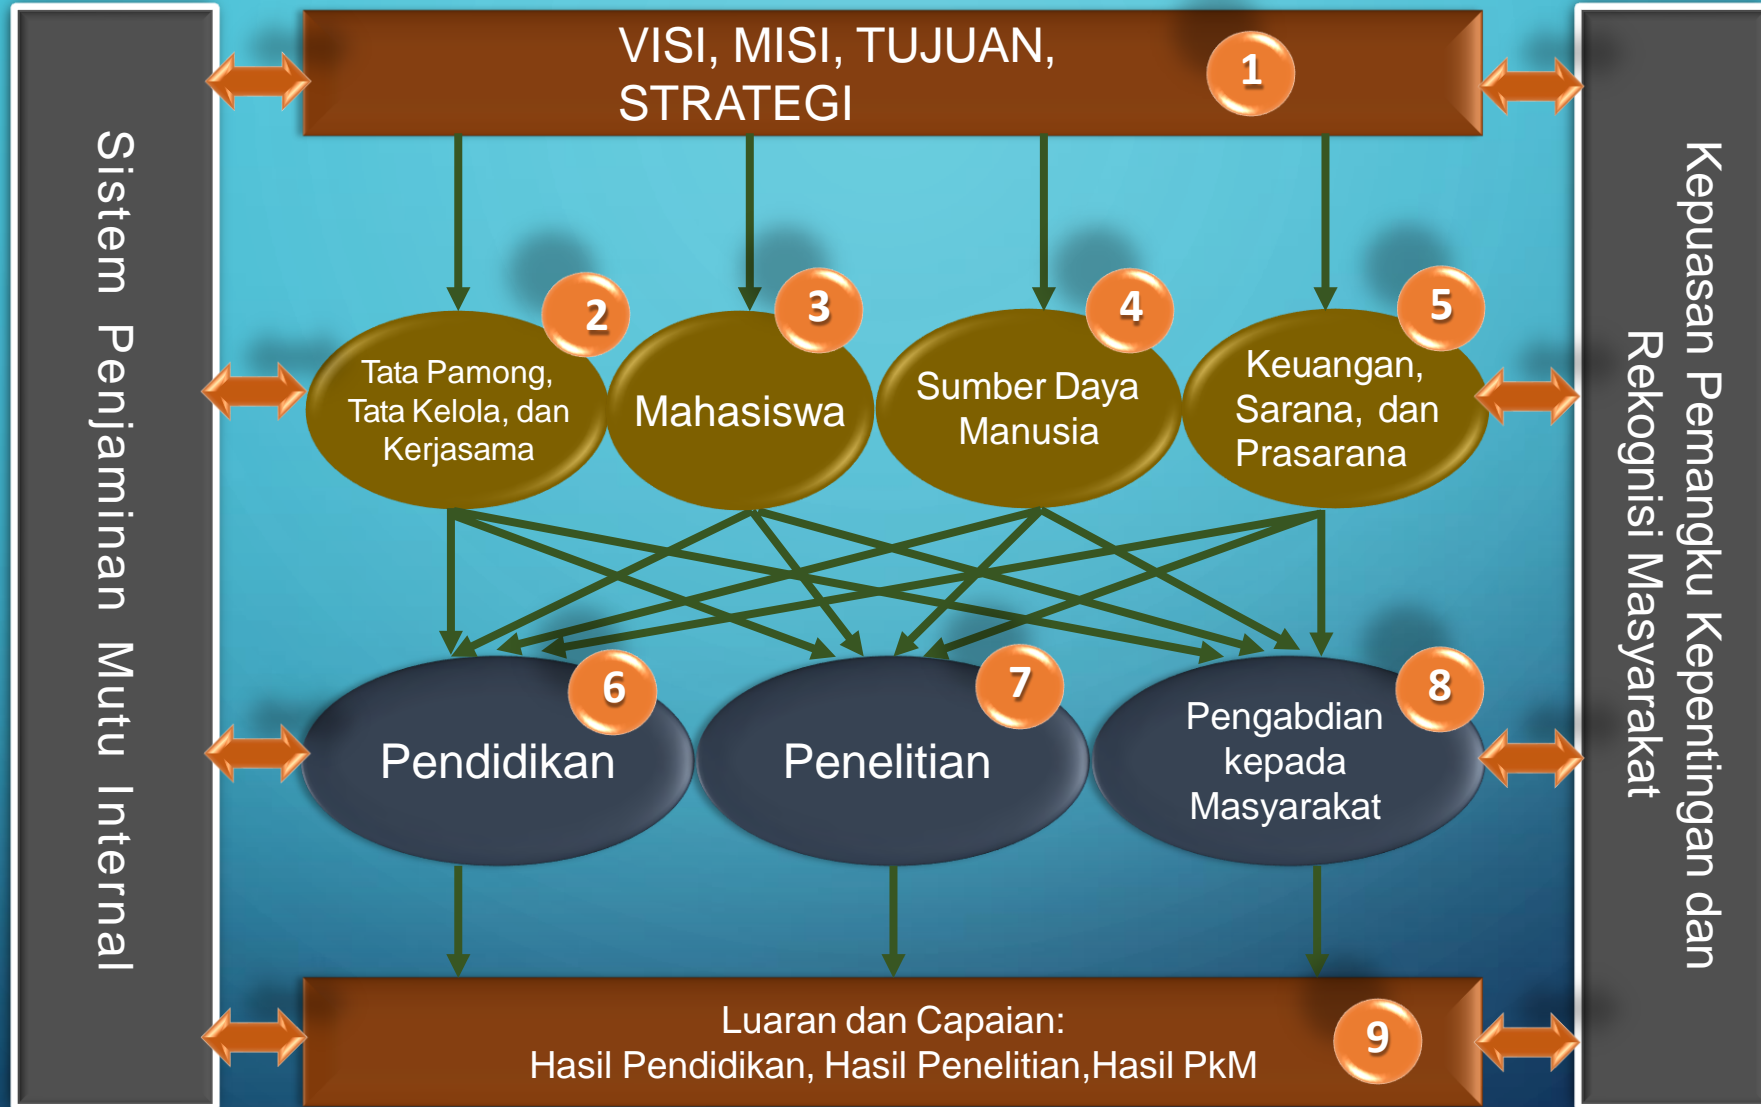 Sistem Penjaminan Mutu Internal
VISI, MISI, TUJUAN,
STRATEGI
1
2
Tata Pamong,
Tata Kelola, dan
Kerjasama
3
Mahasiswa
4
Sumber Daya
Manusia
5
Keuangan,
Sarana, dan
Prasarana
6
Pendidikan
7
Penelitian
8
Pengabdian
kepada
Masyarakat
Luaran dan Capaian:
Hasil Pendidikan, Hasil Penelitian,Hasil PkM
9
Kepuasan Pemangku Kepentingan dan
Rekognisi Masyarakat